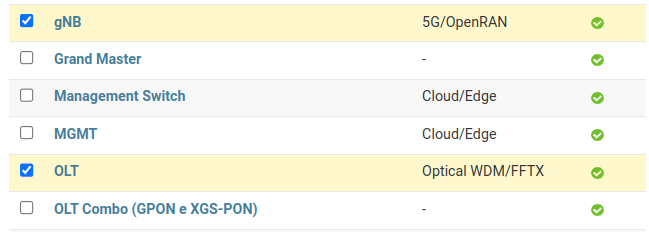 gNB 5G/OpenRAN
Grand Master -
Management Switch Cloud/Edge
MGMT Cloud/Edge
OLT Optical WDM/FFTX
OLT Combo (GPON e XGS-PON) -